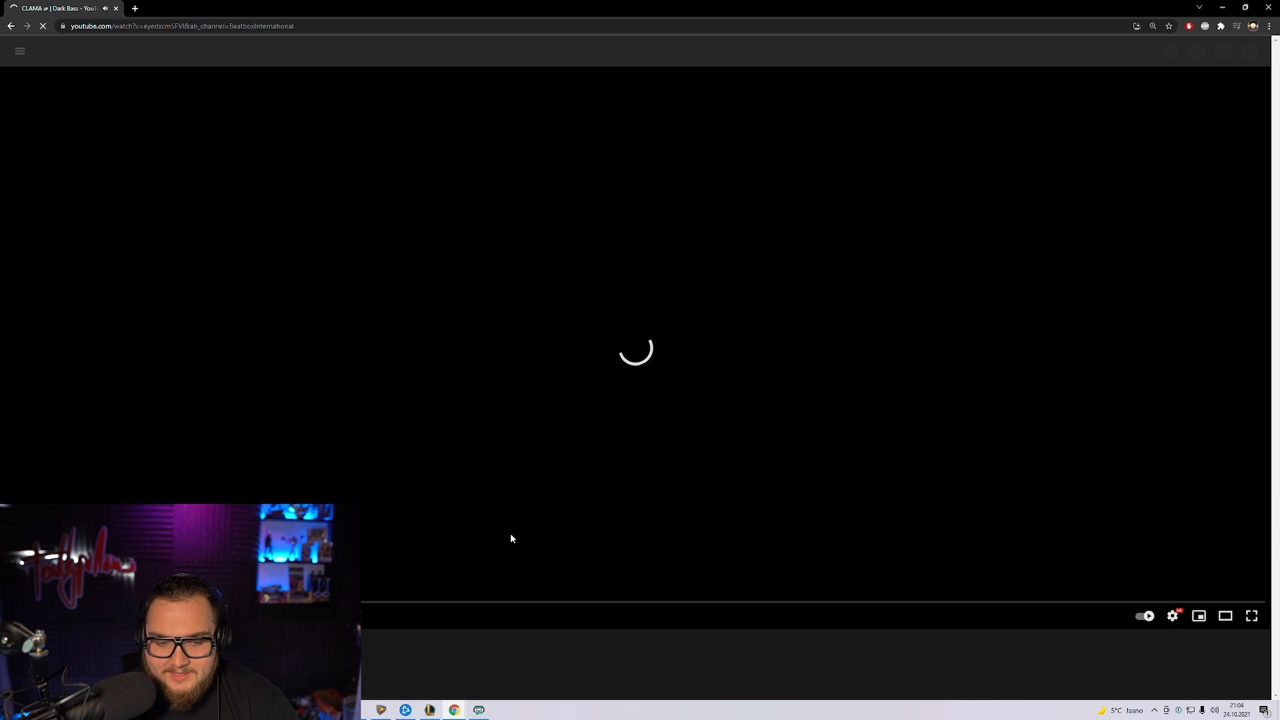 CLAMA 🇯🇵 | Dark Bass - YouT
youtube.com/watch?v=eyedxcm5FVI&ab_channel=BeatboxInternational
5°C Jasno
21:04
24.10.2021